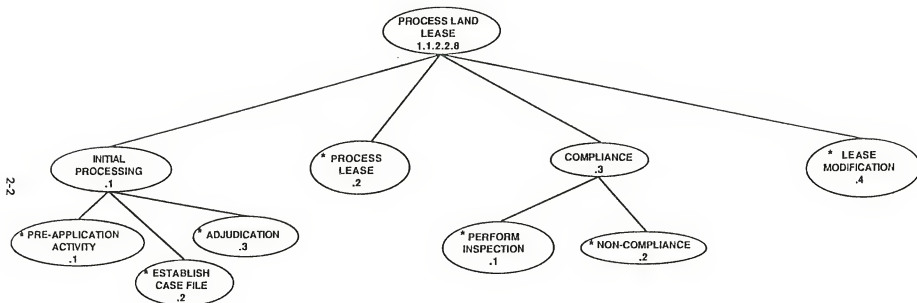 PROCESS LAND
LEASE
1.1.2.2.8
INITIAL
PROCESSING
.1
* PROCESS
LEASE
.2
COMPLIANCE
.3
* LEASE
MODIFICATION
.4
* PRE-APPLICATION
ACTIVITY
.1
* ESTABLISH
CASE FILE
.2
* ADJUDICATION
.3
* PERFORM
INSPECTION
.1
* NON-COMPLIANCE
.2
2-2